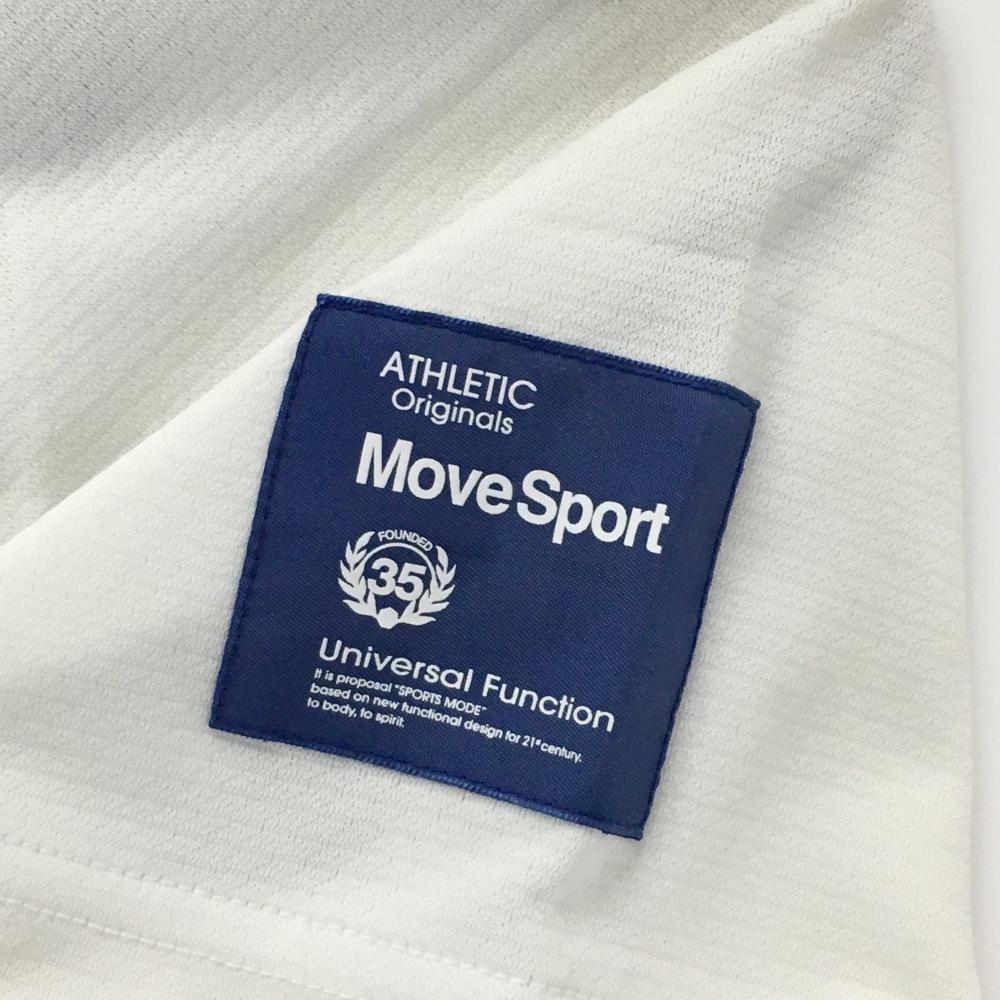 ATHLETIC
Originals
Move Sport
FOUNDED
35
Universal Function
It is proposal "SPORTS MODE"
based on new functional design for 21st century.
to body, to spirit.